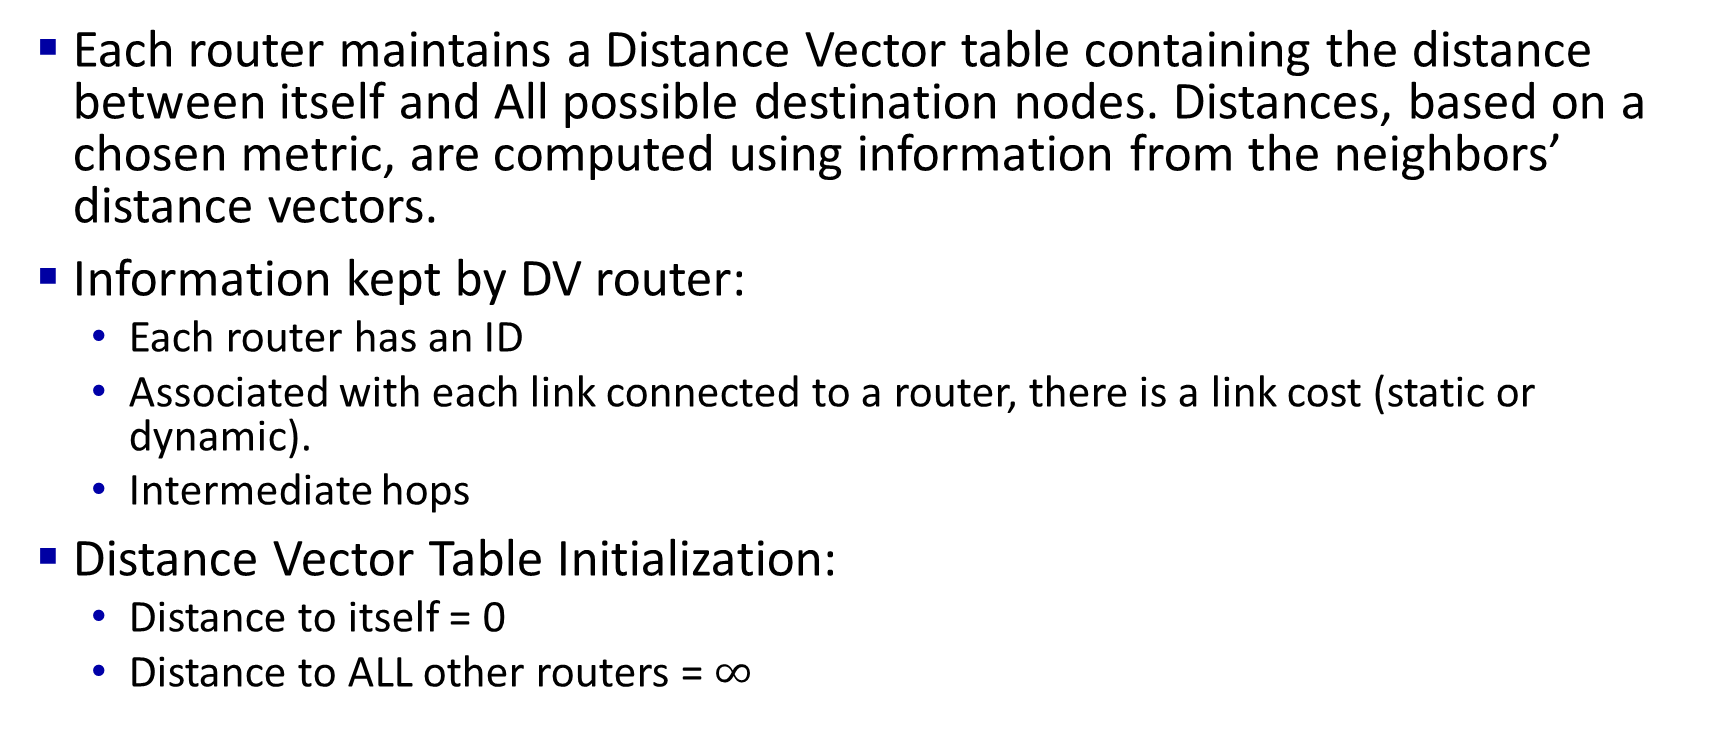 ▪ Each router maintains a Distance Vector table containing the distance
between itself and All possible destination nodes. Distances, based on a
chosen metric, are computed using information from the neighbors’
distance vectors.
▪ Information kept by DV router:
• Each router has an ID
• Associated with each link connected to a router, there is a link cost (static or
dynamic).
• Intermediate hops
▪ Distance Vector Table Initialization:
• Distance to itself = 0
• Distance to ALL other routers = ∞